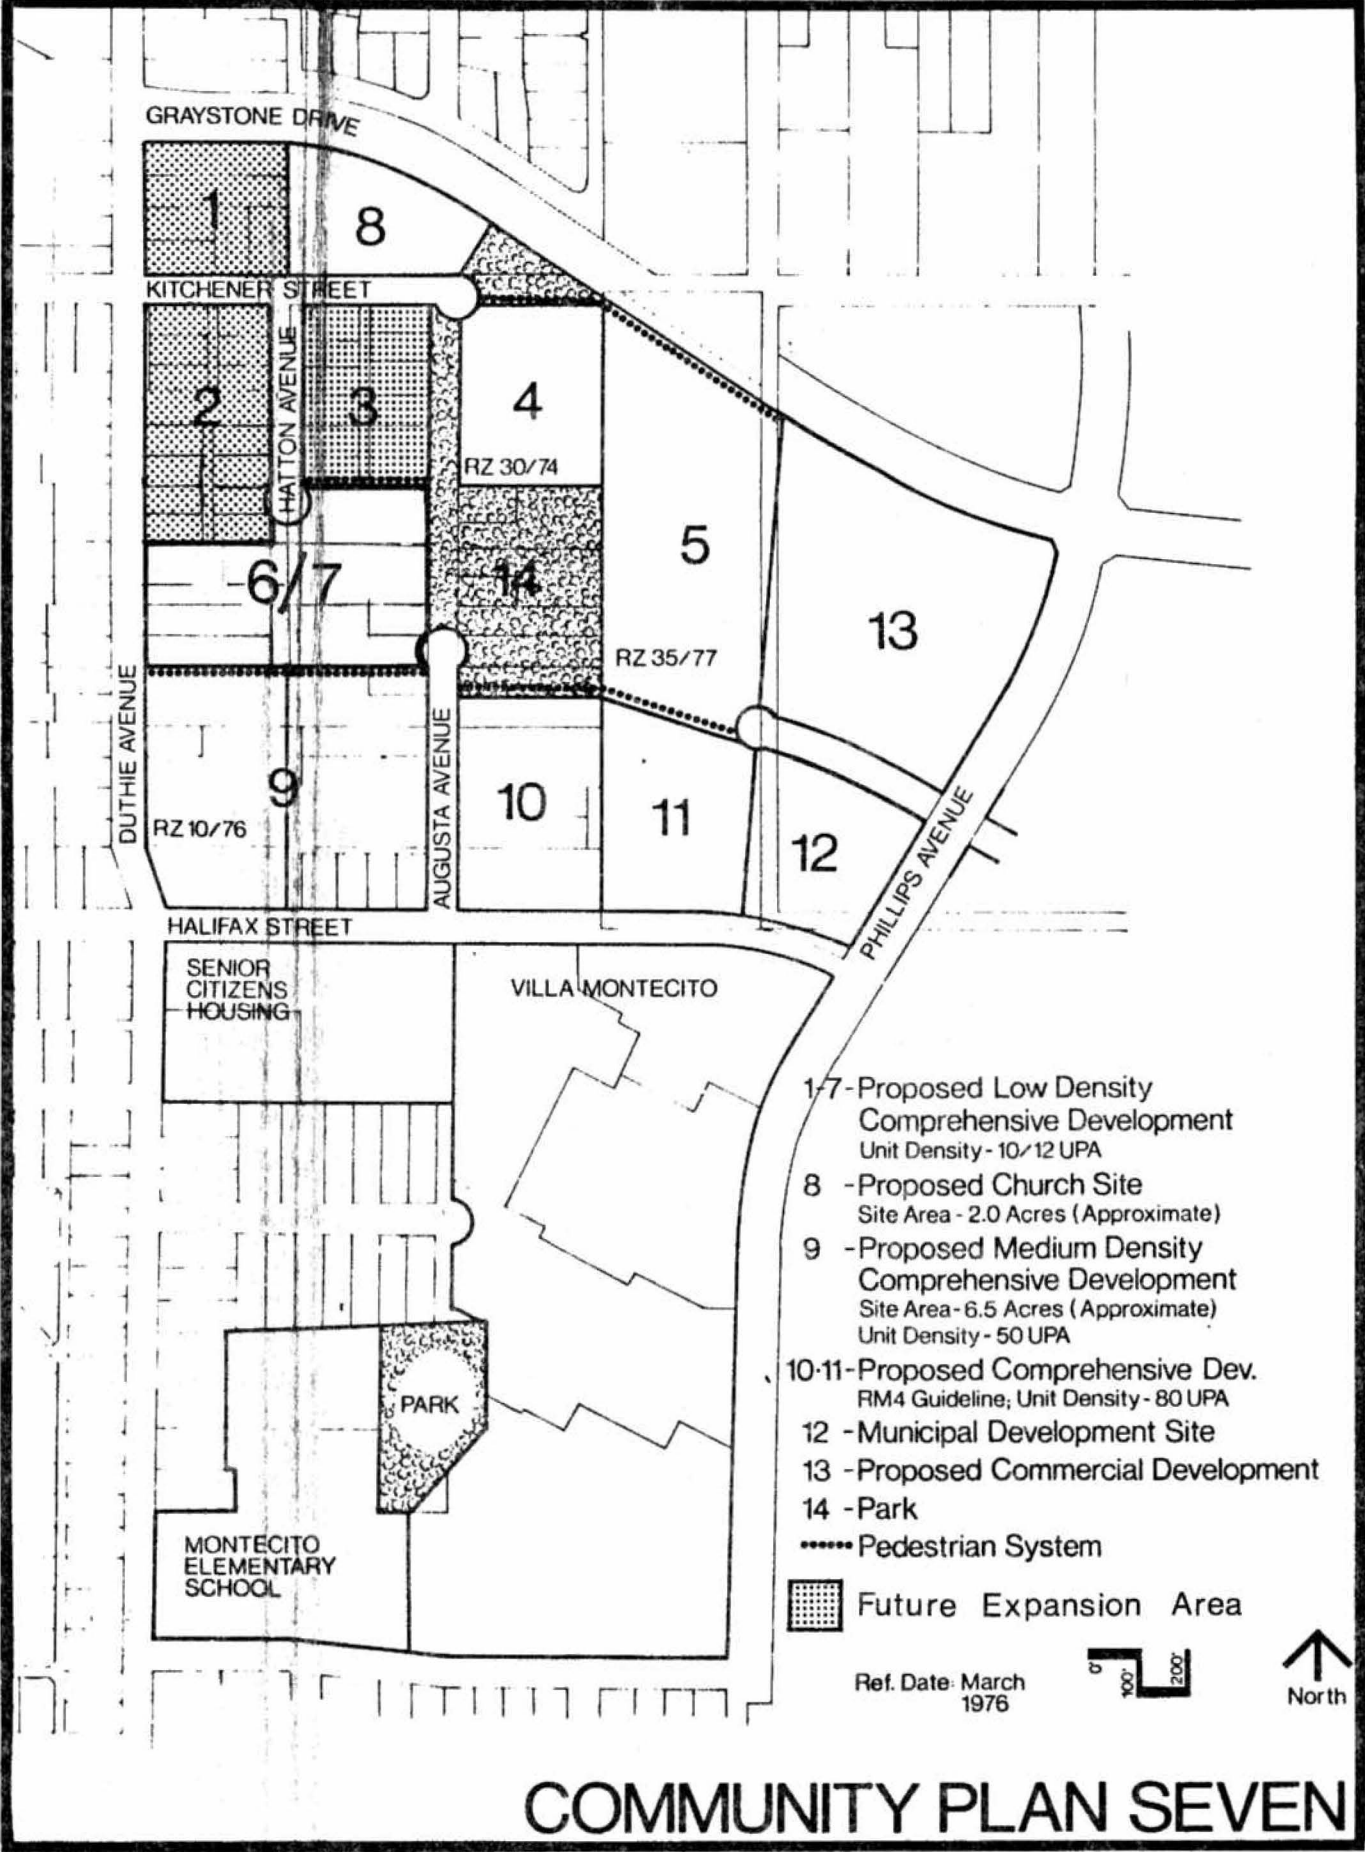 GRAYSTONE DRIVE
1
8
KITCHENER STREET
HATTON AVENUE
2
3
4
RZ 30/74
5
6/7
14
13
RZ 35/77
DUTHIE AVENUE
AUGUSTA AVENUE
9
RZ 10/76
10
11
12
PHILLIPS AVENUE
HALIFAX STREET
SENIOR
CITIZENS
HOUSING
VILLA MONTECITO
1-7-Proposed Low Density
Comprehensive Development
Unit Density - 10/12 UPA
8 -Proposed Church Site
Site Area - 2.0 Acres (Approximate)
9 -Proposed Medium Density
Comprehensive Development
Site Area - 6.5 Acres (Approximate)
Unit Density - 50 UPA
10·11-Proposed Comprehensive Dev.
RM4 Guideline; Unit Density - 80 UPA
12 -Municipal Development Site
13 -Proposed Commercial Development
14 -Park
Pedestrian System
Future Expansion Area
PARK
MONTECITO
ELEMENTARY
SCHOOL
Ref. Date: March
1976
0' 100' 200'
North
COMMUNITY PLAN SEVEN